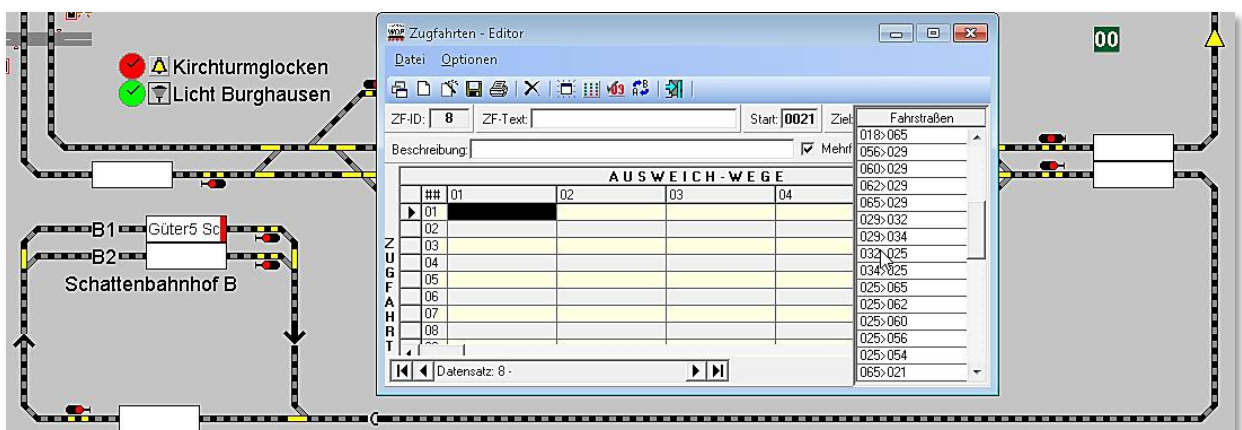 Kirchturmglocken
Licht Burghausen
B1
Güter5 Sc
B2
Schattenbahnhof B
00
WDP Zugfahrten - Editor
Datei Optionen
ZF-ID: 8 ZF-Text: Start: 0021 Ziel:
Beschreibung: Mehrf
AUSWEICH-WEGE
## 01 02 03 04
01
02
03
04
05
06
07
08
ZUGFAHRT
Datensatz: 8 -
Fahrstraßen
018>065
056>029
060>029
062>029
065>029
029>032
029>034
032>025
034>025
025>065
025>062
025>060
025>056
025>054
065>021